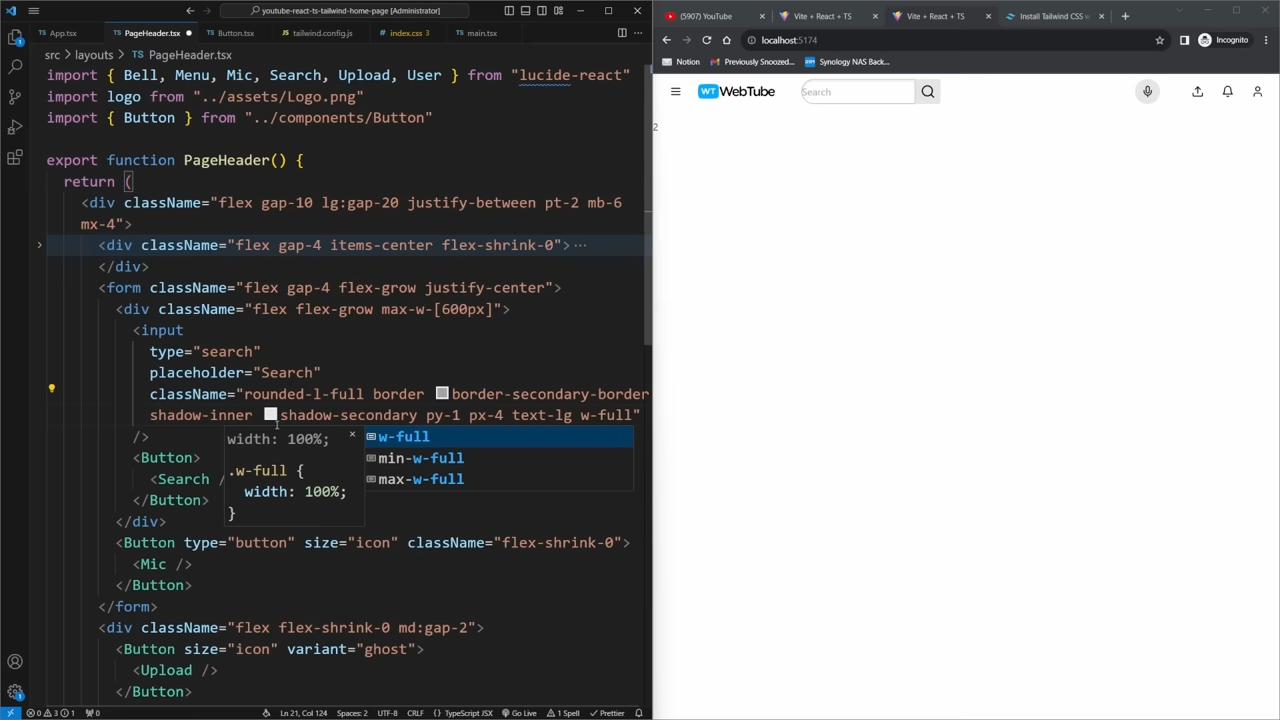 youtube-react-ts-tailwind-home-page [Administrator]
App.tsx
PageHeader.tsx
Button.tsx
tailwind.config.js
index.css 3
main.tsx
src > layouts > PageHeader.tsx
import { Bell, Menu, Mic, Search, Upload, User } from "lucide-react"
import logo from "../assets/Logo.png"
import { Button } from "../components/Button"
export function PageHeader() {
return (
<div className="flex gap-10 lg:gap-20 justify-between pt-2 mb-6
mx-4">
<div className="flex gap-4 items-center flex-shrink-0"> ...
</div>
<form className="flex gap-4 flex-grow justify-center">
<div className="flex flex-grow max-w-[600px]">
<input
type="search"
placeholder="Search"
className="rounded-l-full border border-secondary-border
shadow-inner shadow-secondary py-1 px-4 text-lg w-full"
/>
<Button>
<Search /
</Button>
</div>
<Button type="button" size="icon" className="flex-shrink-0">
<Mic />
</Button>
</form>
<div className="flex flex-shrink-0 md:gap-2">
<Button size="icon" variant="ghost">
<Upload />
</Button>
width: 100%;
.w-full {
width: 100%;
}
w-full
min-w-full
max-w-full
0 3 1 0
Ln 21, Col 124
Spaces: 2
UTF-8
CRLF
{} TypeScript JSX
Go Live
1 Spell
Prettier
(5907) YouTube
Vite + React + TS
Vite + React + TS
Install Tailwind CSS w
localhost:5174
Incognito
Notion
Previously Snoozed...
Synology NAS Back...
WT WebTube
Search
2